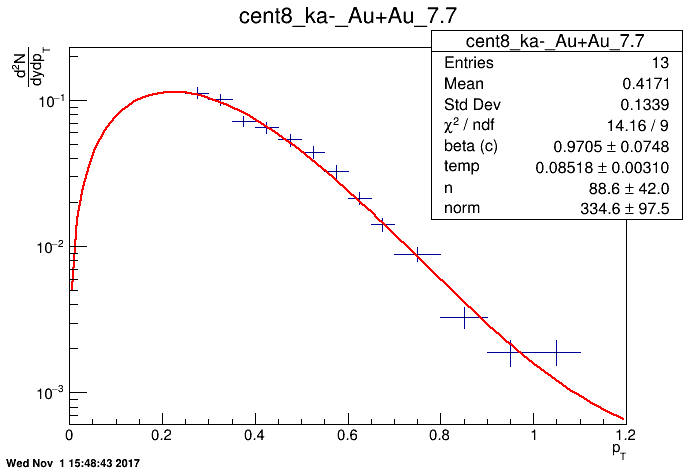 cent8_ka-_Au+Au_7.7
cent8_ka-_Au+Au_7.7
Entries 13
Mean 0.4171
Std Dev 0.1339
χ² / ndf 14.16 / 9
beta (c) 0.9705 ± 0.0748
temp 0.08518 ± 0.00310
n 88.6 ± 42.0
norm 334.6 ± 97.5
d²N
dydp_T
10⁻¹
10⁻²
10⁻³
0 0.2 0.4 0.6 0.8 1 1.2
p_T
Wed Nov 1 15:48:43 2017